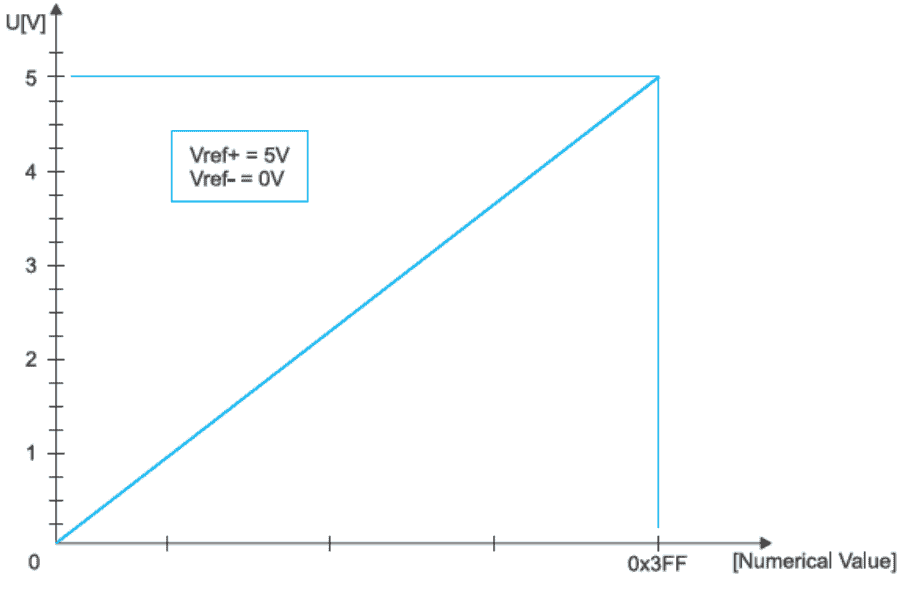 U[V]
5
Vref+ = 5V
Vref- = 0V
4
3
2
1
0
0x3FF
[Numerical Value]